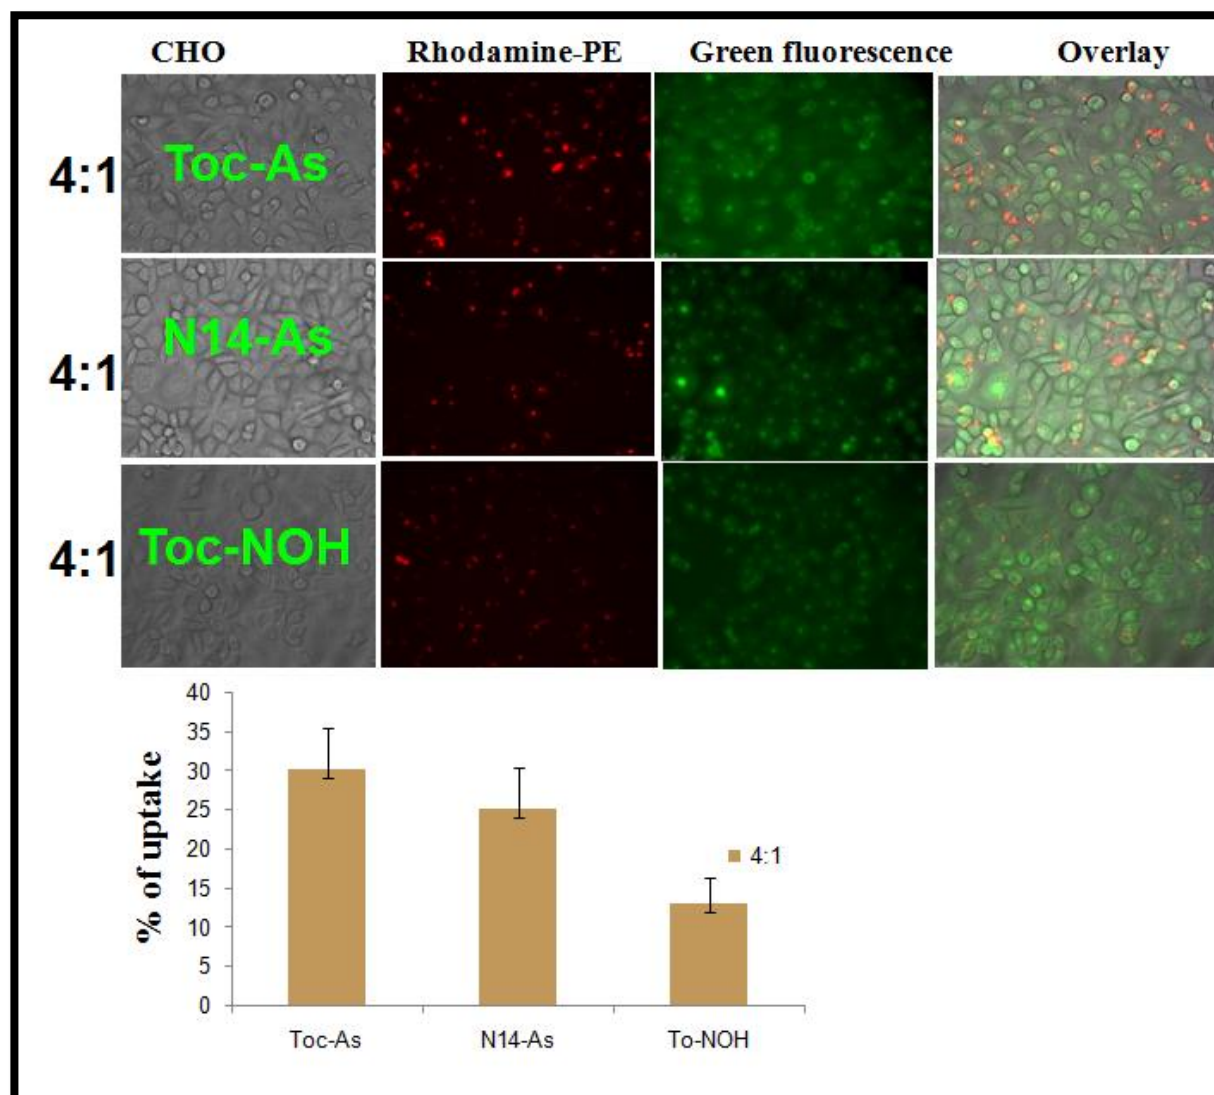 CHO Rhodamine-PE Green fluorescence Overlay
4:1 Toc-As
4:1 N14-As
4:1 Toc-NOH
% of uptake
40
35
30
25
20
15
10
5
0
4:1
Toc-As N14-As To-NOH